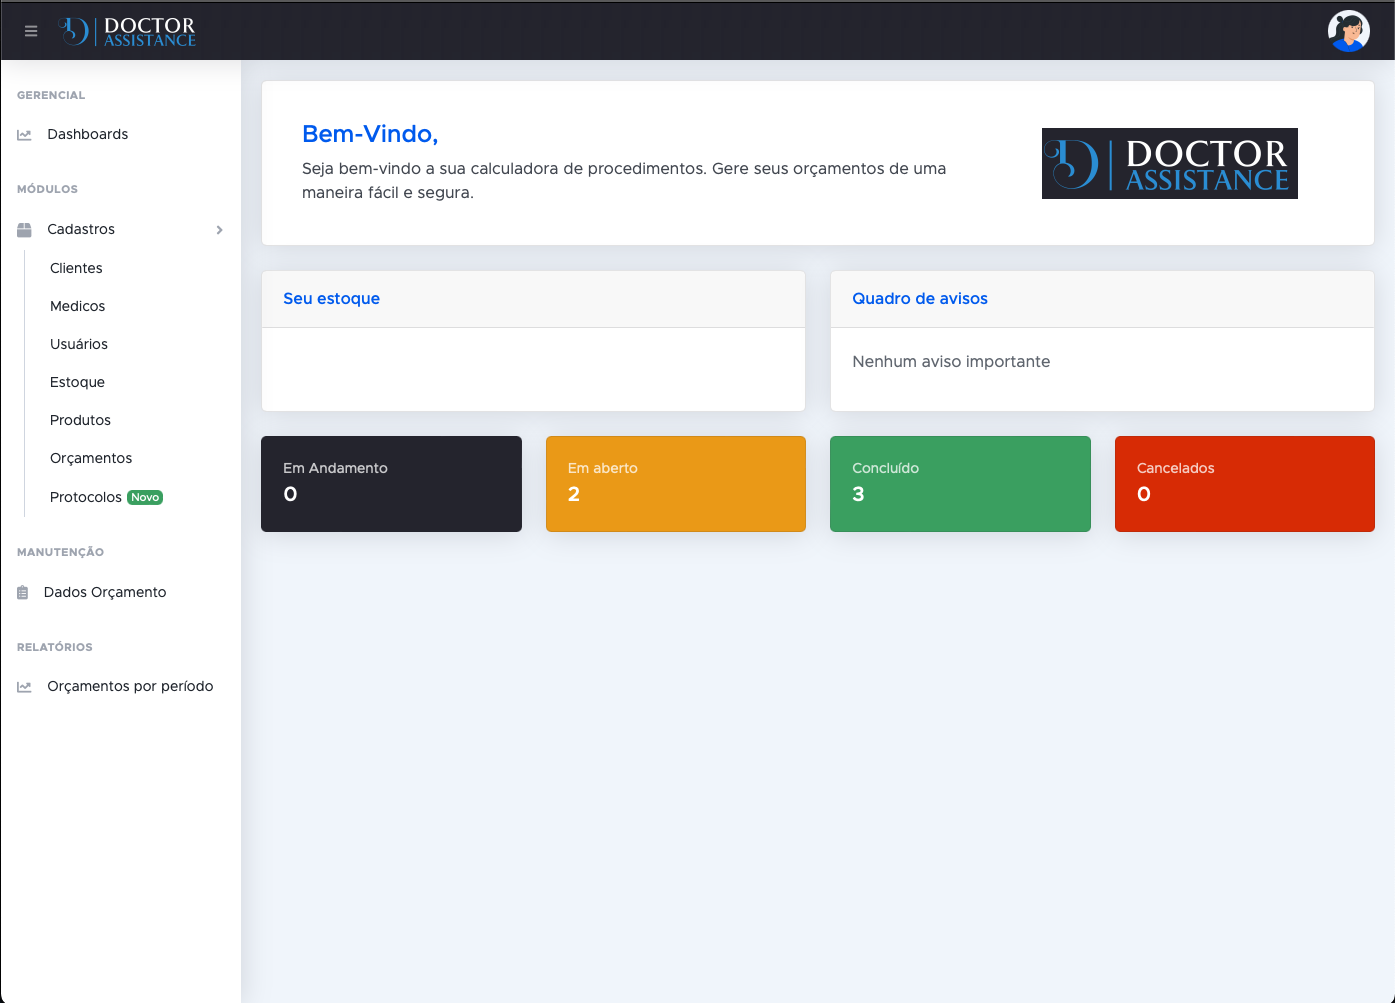 DOCTOR
ASSISTANCE
GERENCIAL
Dashboards
MÓDULOS
Cadastros
Clientes
Medicos
Usuários
Estoque
Produtos
Orçamentos
Protocolos Novo
MANUTENÇÃO
Dados Orçamento
RELATÓRIOS
Orçamentos por período
Bem-Vindo,
Seja bem-vindo a sua calculadora de procedimentos. Gere seus orçamentos de uma
maneira fácil e segura.
DOCTOR
ASSISTANCE
Seu estoque
Quadro de avisos
Nenhum aviso importante
Em Andamento
0
Em aberto
2
Concluído
3
Cancelados
0